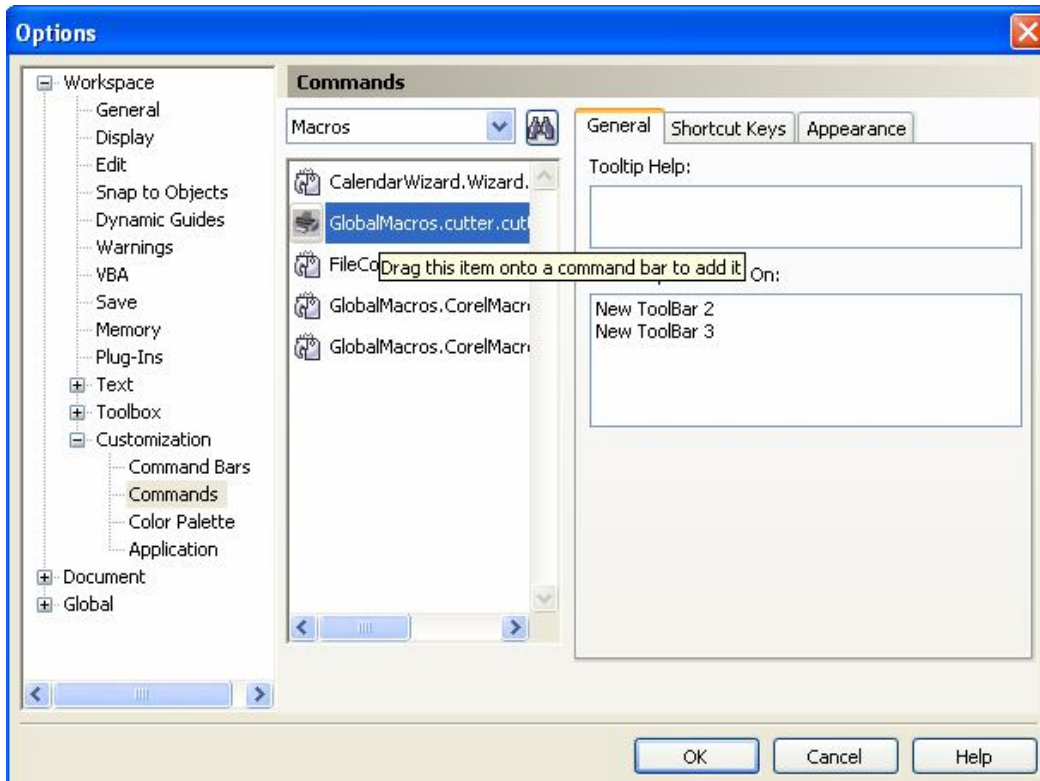 Options
Workspace
General
Display
Edit
Snap to Objects
Dynamic Guides
Warnings
VBA
Save
Memory
Plug-Ins
Text
Toolbox
Customization
Command Bars
Commands
Color Palette
Application
Document
Global
Commands
Macros
CalendarWizard.Wizard.
GlobalMacros.cutter.cut
FileCo
Drag this item onto a command bar to add it
GlobalMacros.CorelMacr
GlobalMacros.CorelMacr
General Shortcut Keys Appearance
Tooltip Help:
On:
New ToolBar 2
New ToolBar 3
OK Cancel Help